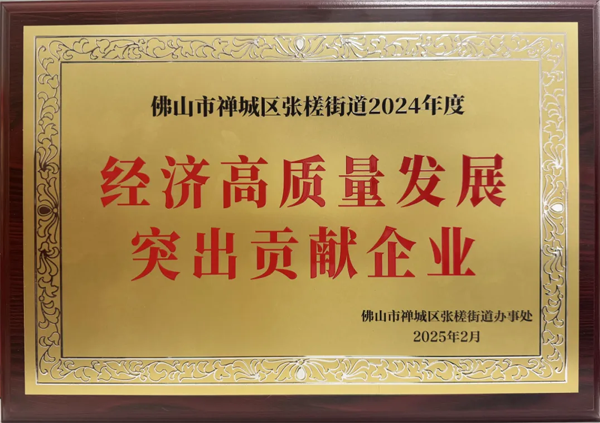 佛山市禅城区张槎街道2024年度
经济高质量发展
突出贡献企业
佛山市禅城区张槎街道办事处
2025年2月